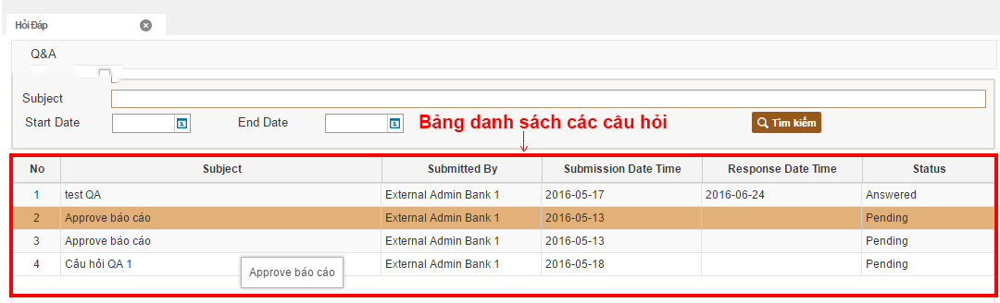 Hỏi Đáp
Q&A
Subject
Start Date End Date Bảng danh sách các câu hỏi Tìm kiếm
No Subject Submitted By Submission Date Time Response Date Time Status
1 test QA External Admin Bank 1 2016-05-17 2016-06-24 Answered
2 Approve báo cáo External Admin Bank 1 2016-05-13 Pending
3 Approve báo cáo External Admin Bank 1 2016-05-13 Pending
4 Câu hỏi QA 1 External Admin Bank 1 2016-05-18 Pending
Approve báo cáo